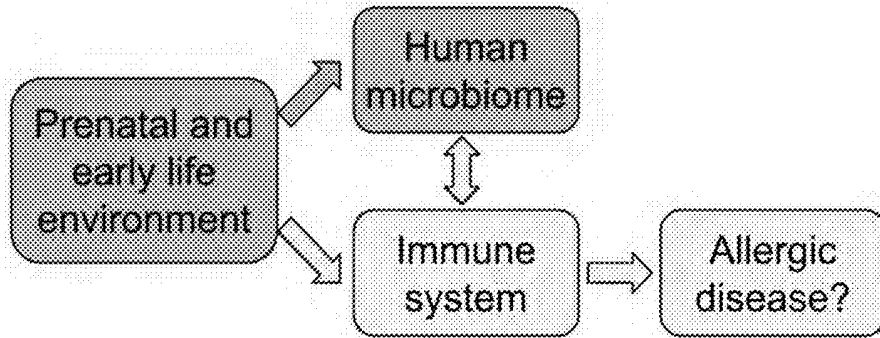 Prenatal and
early life
environment
Human
microbiome
Immune
system
Allergic
disease?